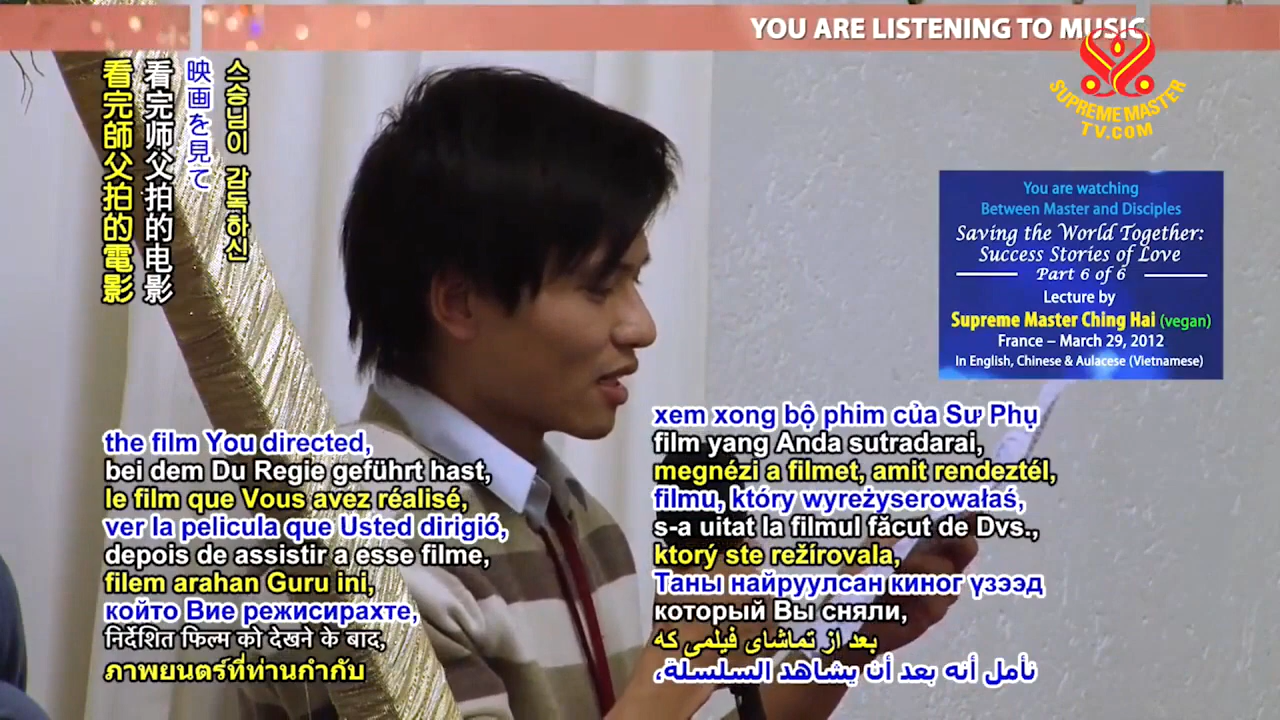 YOU ARE LISTENING TO MUSIC
SUPREME MASTER
TV.COM
스승님이 감독하신
映画を見て
看完师父拍的电影
看完師父拍的電影
You are watching
Between Master and Disciples
Saving the World Together:
Success Stories of Love
Part 6 of 6
Lecture by
Supreme Master Ching Hai (vegan)
France – March 29, 2012
In English, Chinese & Aulacese (Vietnamese)
the film You directed,
bei dem Du Regie geführt hast,
le film que Vous avez réalisé,
ver la pelicula que Usted dirigió,
depois de assistir a esse filme,
filem arahan Guru ini,
който Вие режисирахте,
निर्देशित फिल्म को देखने के बाद,
ภาพยนตร์ที่ท่านกำกับ
xem xong bộ phim của Sư Phụ
film yang Anda sutradarai,
megnézi a filmet, amit rendeztél,
filmu, który wyreżyserowałaś,
s-a uitat la filmul făcut de Dvs.,
ktorý ste režírovala,
Таны найруулсан киног үзээд
который Вы сняли,
بعد از تماشای فیلمی که
نأمل أنه بعد أن يشاهد السلسلة،